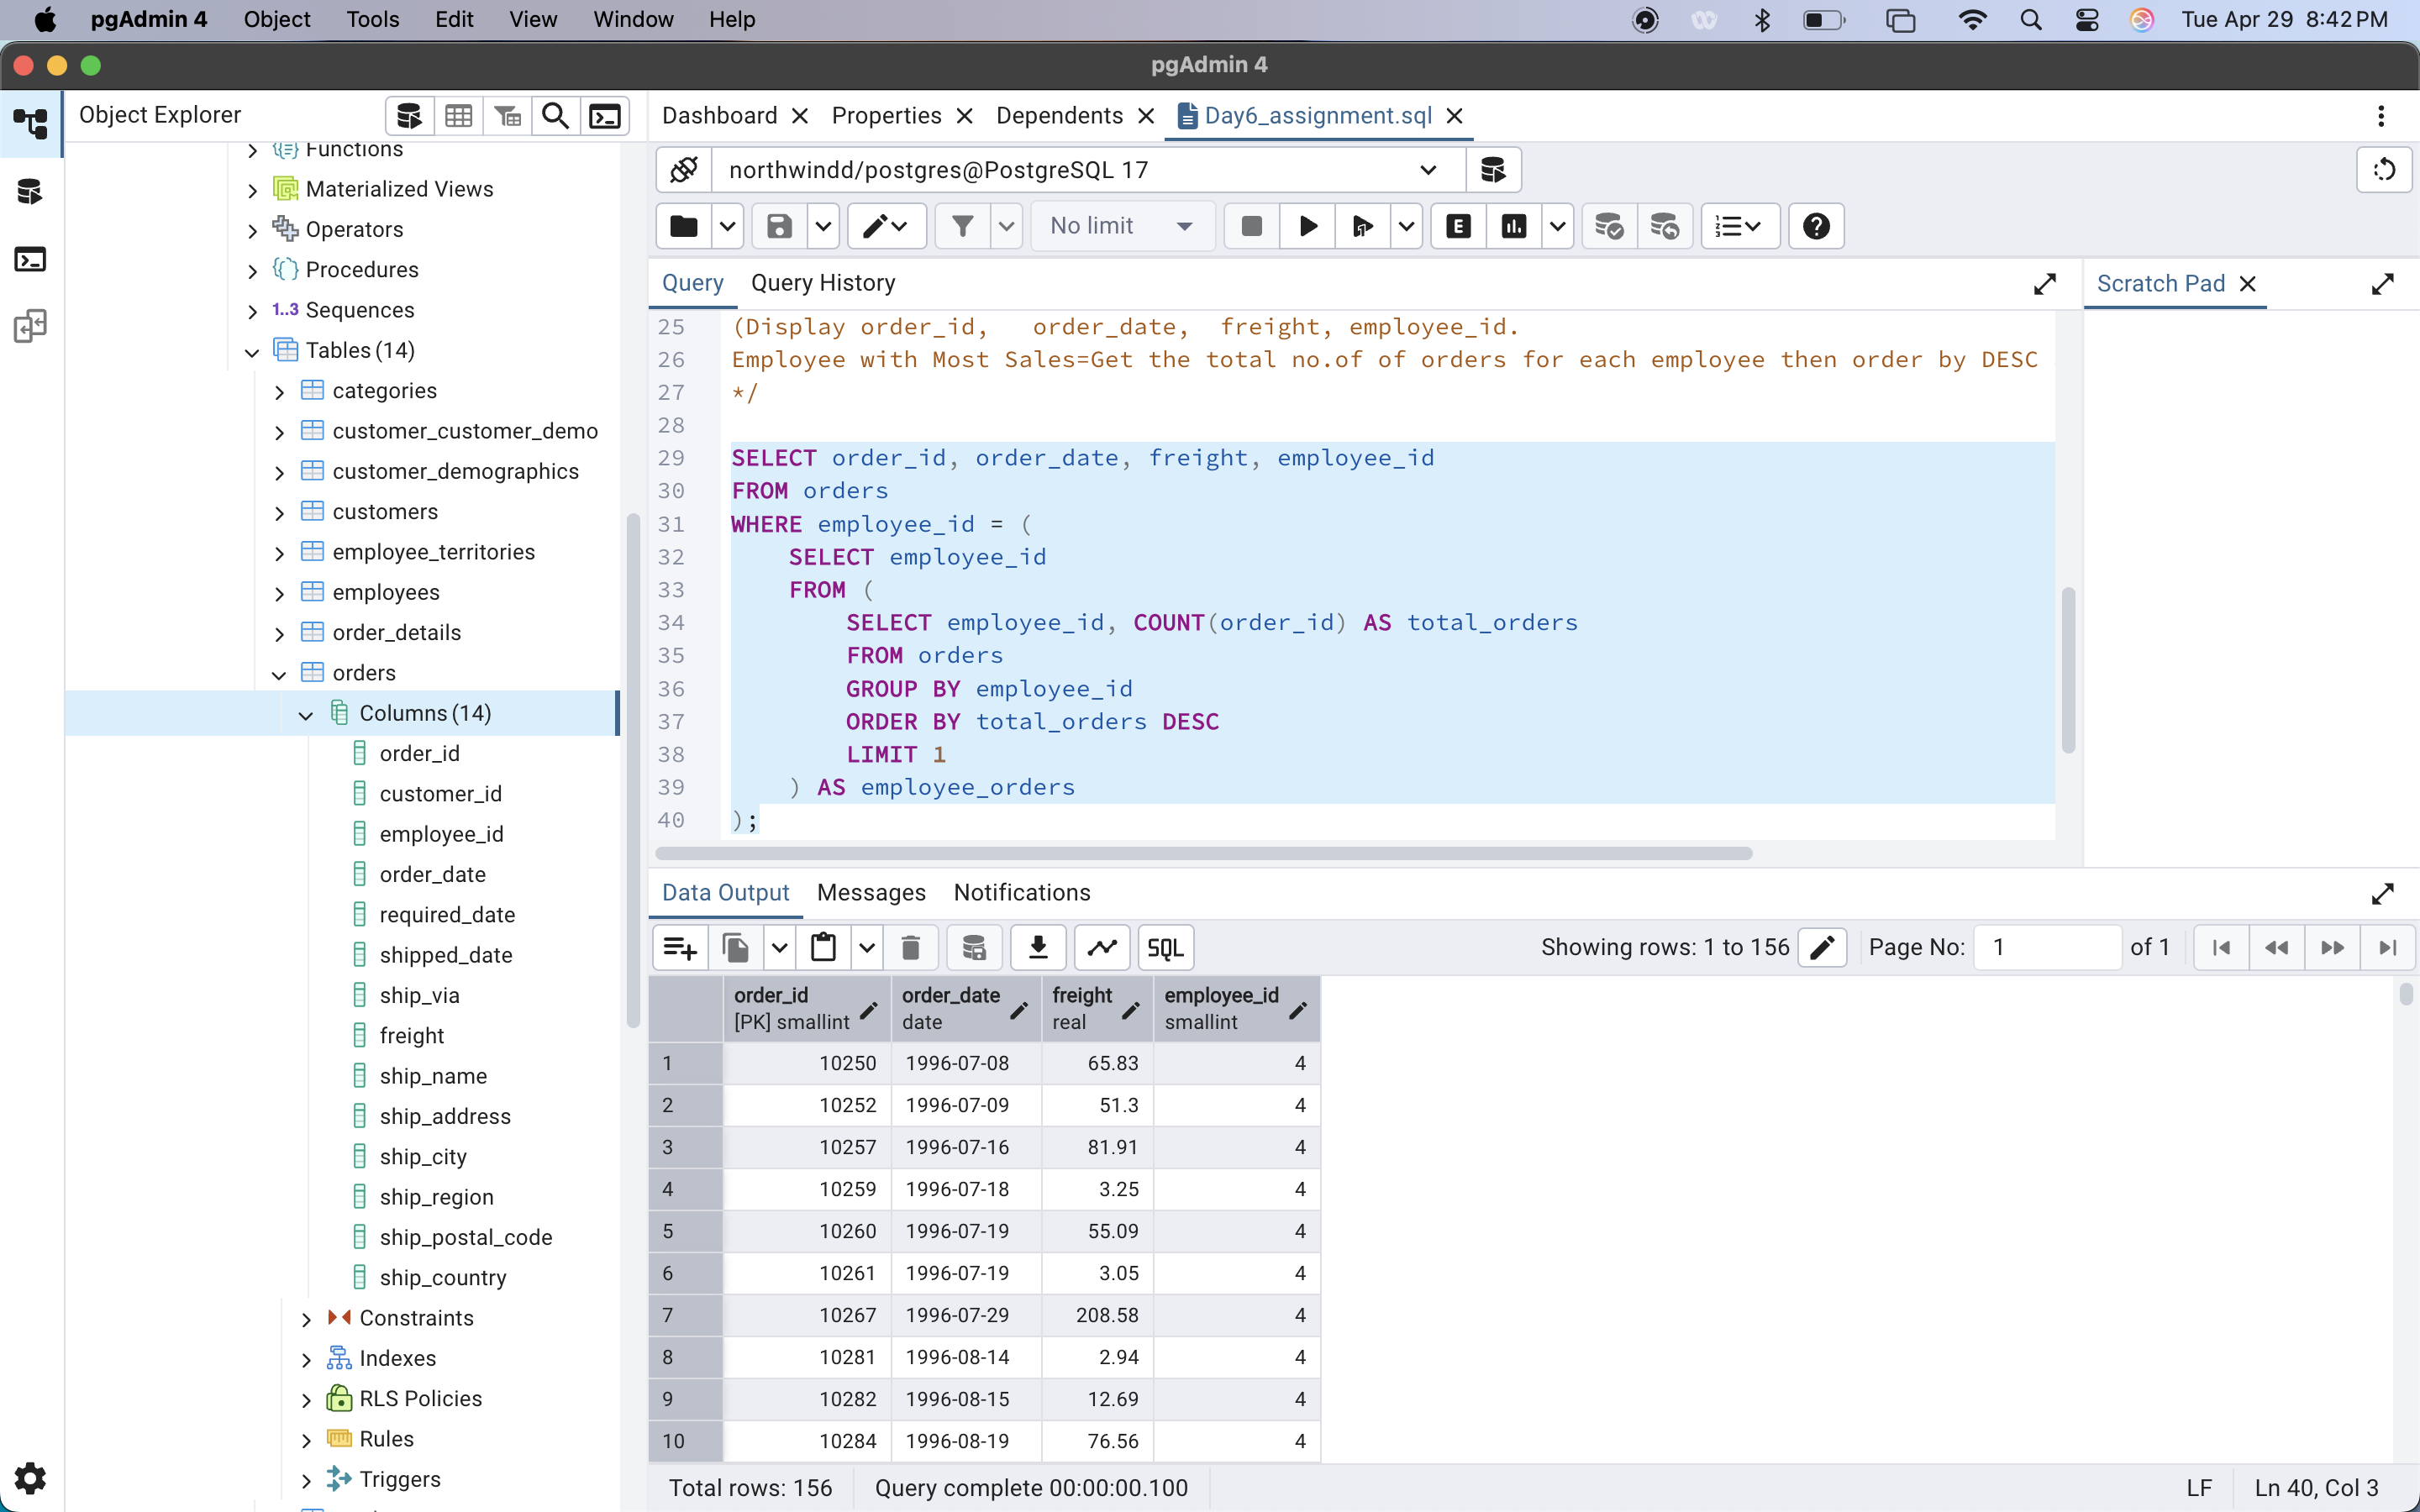 pgAdmin 4 Object Tools Edit View Window Help Tue Apr 29 8:42 PM
pgAdmin 4
Object Explorer
Functions
Materialized Views
Operators
Procedures
1..3 Sequences
Tables (14)
categories
customer_customer_demo
customer_demographics
customers
employee_territories
employees
order_details
orders
Columns (14)
order_id
customer_id
employee_id
order_date
required_date
shipped_date
ship_via
freight
ship_name
ship_address
ship_city
ship_region
ship_postal_code
ship_country
Constraints
Indexes
RLS Policies
Rules
Triggers
Dashboard Properties Dependents Day6_assignment.sql
northwindd/postgres@PostgreSQL 17
No limit E
Query Query History
Scratch Pad
25 (Display order_id, order_date, freight, employee_id.
26 Employee with Most Sales=Get the total no.of of orders for each employee then order by DESC
27 */
28
29 SELECT order_id, order_date, freight, employee_id
30 FROM orders
31 WHERE employee_id = (
32 SELECT employee_id
33 FROM (
34 SELECT employee_id, COUNT(order_id) AS total_orders
35 FROM orders
36 GROUP BY employee_id
37 ORDER BY total_orders DESC
38 LIMIT 1
39 ) AS employee_orders
40 );
Data Output Messages Notifications
SQL Showing rows: 1 to 156 Page No: 1 of 1
order_id order_date freight employee_id
[PK] smallint date real smallint
1 10250 1996-07-08 65.83 4
2 10252 1996-07-09 51.3 4
3 10257 1996-07-16 81.91 4
4 10259 1996-07-18 3.25 4
5 10260 1996-07-19 55.09 4
6 10261 1996-07-19 3.05 4
7 10267 1996-07-29 208.58 4
8 10281 1996-08-14 2.94 4
9 10282 1996-08-15 12.69 4
10 10284 1996-08-19 76.56 4
Total rows: 156 Query complete 00:00:00.100 LF Ln 40, Col 3